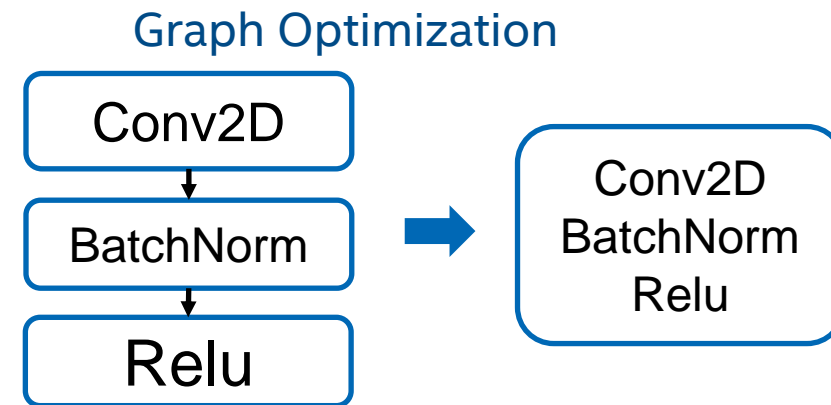 Graph Optimization
Conv2D
BatchNorm
Relu
Conv2D
BatchNorm
Relu